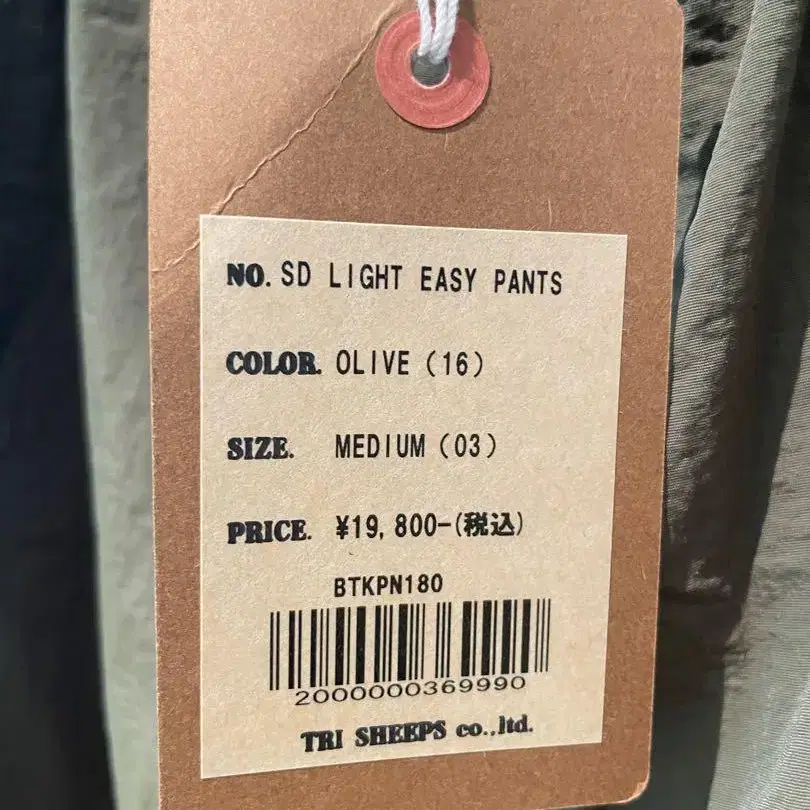 NO. SD LIGHT EASY PANTS
COLOR. OLIVE (16)
SIZE. MEDIUM (03)
PRICE. ¥19,800-(税込)
BTKPN180
2000000369990
TRI SHEEPS co.,ltd.